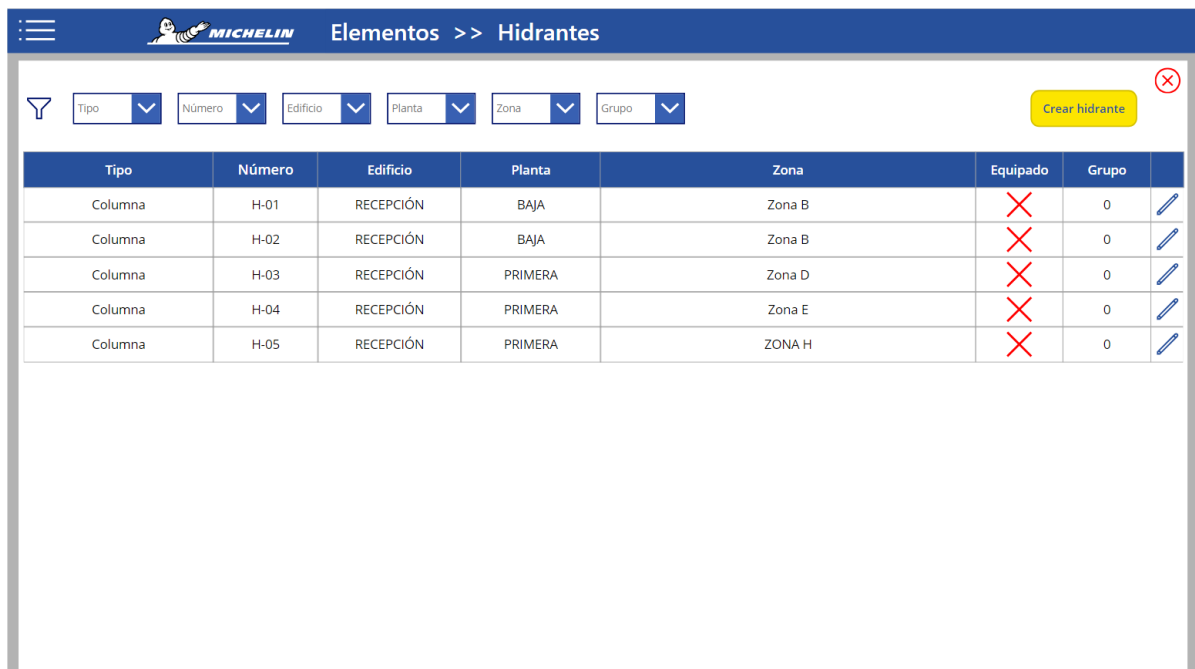 MICHELIN Elementos >> Hidrantes
Tipo Número Edificio Planta Zona Grupo Crear hidrante
Tipo Número Edificio Planta Zona Equipado Grupo
Columna H-01 RECEPCIÓN BAJA Zona B 0
Columna H-02 RECEPCIÓN BAJA Zona B 0
Columna H-03 RECEPCIÓN PRIMERA Zona D 0
Columna H-04 RECEPCIÓN PRIMERA Zona E 0
Columna H-05 RECEPCIÓN PRIMERA ZONA H 0